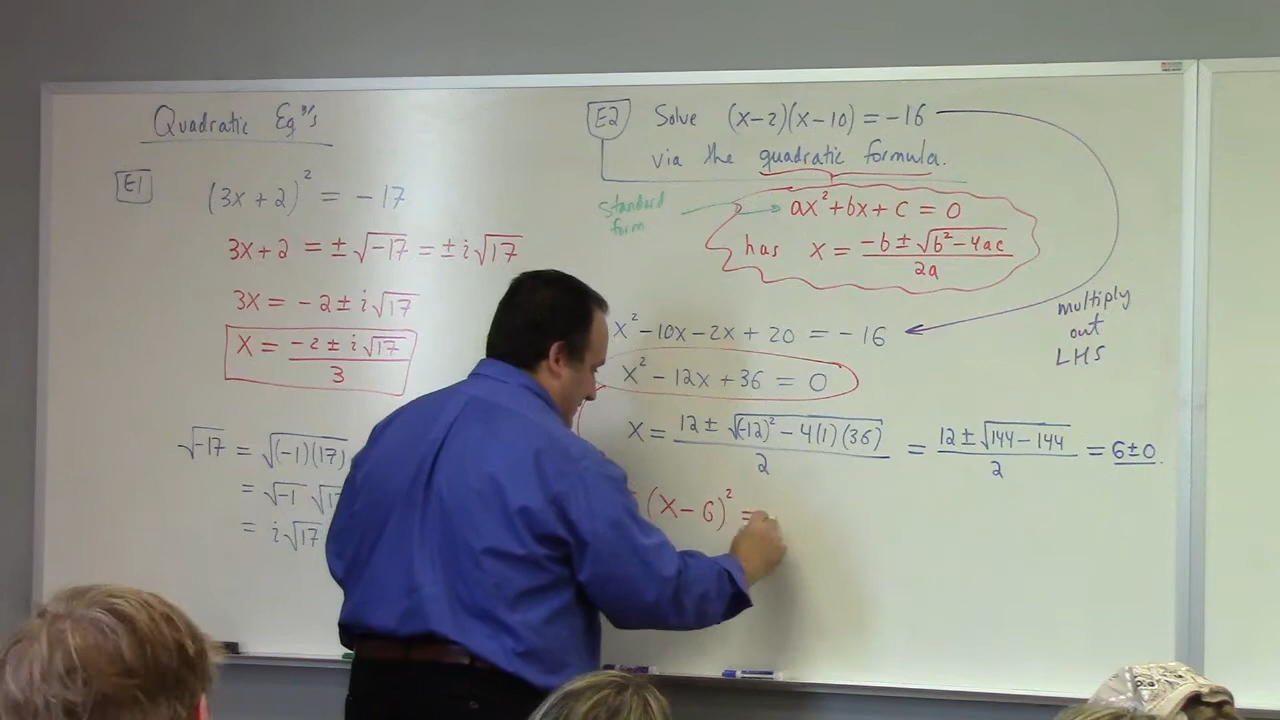 Quadratic Eqⁿ's
E1
(3x + 2)² = -17
3x + 2 = ± √-17 = ± i √17
3x = -2 ± i √17
x = (-2 ± i √17) / 3
√-17 = √(-1)(17)
= √-1 √17
= i √17
E2 Solve (x-2)(x-10) = -16
via the quadratic formula.
standard
form
ax² + bx + c = 0
has x = (-b ± √(b² - 4ac)) / 2a
multiply
out
LHS
x² - 10x - 2x + 20 = -16
x² - 12x + 36 = 0
x = (12 ± √((-12)² - 4(1)(36))) / 2 = (12 ± √(144 - 144)) / 2 = 6 ± 0.
(x - 6)² =